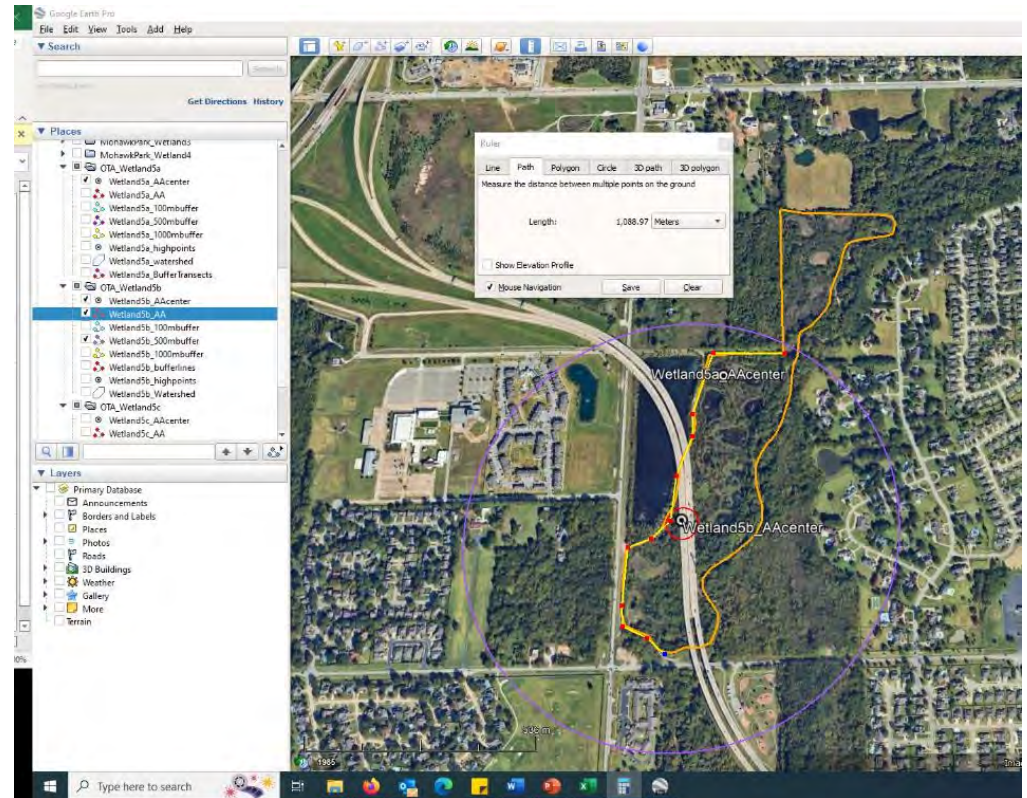 Google Earth Pro
File Edit View Tools Add Help
▼ Search
Search
Get Directions History
▼ Places
MohawkPark_Wetland3
MohawkPark_Wetland4
OTA_Wetland5a
Wetland5a_AAcenter
Wetland5a_AA
Wetland5a_100mbuffer
Wetland5a_500mbuffer
Wetland5a_1000mbuffer
Wetland5a_highpoints
Wetland5a_watershed
Wetland5a_BufferTransects
OTA_Wetland5b
Wetland5b_AAcenter
Wetland5b_AA
Wetland5b_100mbuffer
Wetland5b_500mbuffer
Wetland5b_1000mbuffer
Wetland5b_bufferlines
Wetland5b_highpoints
Wetland5b_Watershed
OTA_Wetland5c
Wetland5c_AAcenter
Wetland5c_AA
▼ Layers
Primary Database
Announcements
Borders and Labels
Places
Photos
Roads
3D Buildings
Weather
Gallery
More
Terrain
Ruler
Line Path Polygon Circle 3D path 3D polygon
Measure the distance between multiple points on the ground
Length: 1,088.97 Meters
Show Elevation Profile
Mouse Navigation Save Clear
Wetland5a_AAcenter
Wetland5b_AAcenter
1985
Type here to search